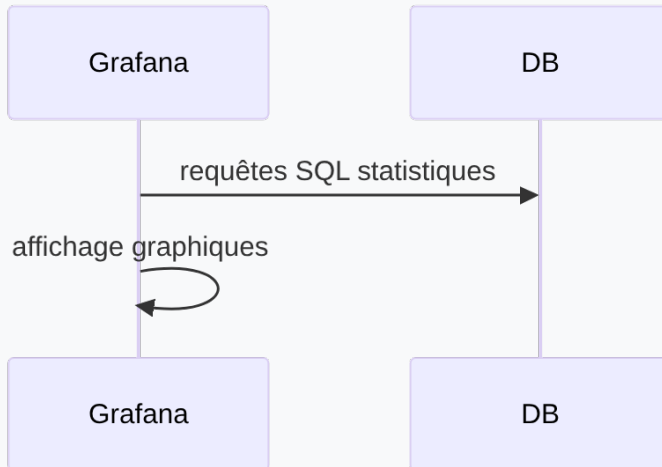 Grafana
DB
requêtes SQL statistiques
affichage graphiques
Grafana
DB